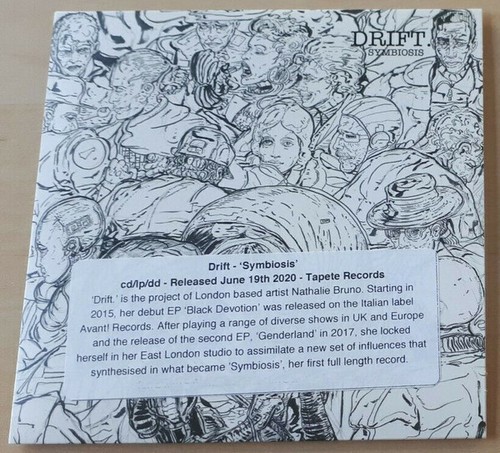 DRIFT
SYMBIOSIS
Drift - 'Symbiosis'
cd/lp/dd - Released June 19th 2020 - Tapete Records
'Drift.' is the project of London based artist Nathalie Bruno. Starting in
2015, her debut EP 'Black Devotion' was released on the Italian label
Avant! Records. After playing a range of diverse shows in UK and Europe
and the release of the second EP, 'Genderland' in 2017, she locked
herself in her East London studio to assimilate a new set of influences that
synthesised in what became 'Symbiosis', her first full length record.